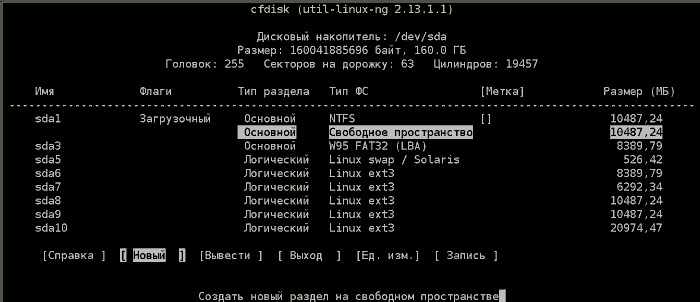 cfdisk (util-linux-ng 2.13.1.1)
Дисковый накопитель: /dev/sda
Размер: 160041885696 байт, 160.0 ГБ
Головок: 255 Секторов на дорожку: 63 Цилиндров: 19457
Имя Флаги Тип раздела Тип ФС [Метка] Размер (МБ)
sda1 Загрузочный Основной NTFS [] 10487,24
Основной Свободное пространство 10487,24
sda3 Основной W95 FAT32 (LBA) 8389,79
sda5 Логический Linux swap / Solaris 526,42
sda6 Логический Linux ext3 8389,79
sda7 Логический Linux ext3 6292,34
sda8 Логический Linux ext3 10487,24
sda9 Логический Linux ext3 10487,24
sda10 Логический Linux ext3 20974,47
[Справка ] [ Новый ] [Вывести ] [ Выход ] [Ед. изм.] [ Запись ]
Создать новый раздел на свободном пространстве